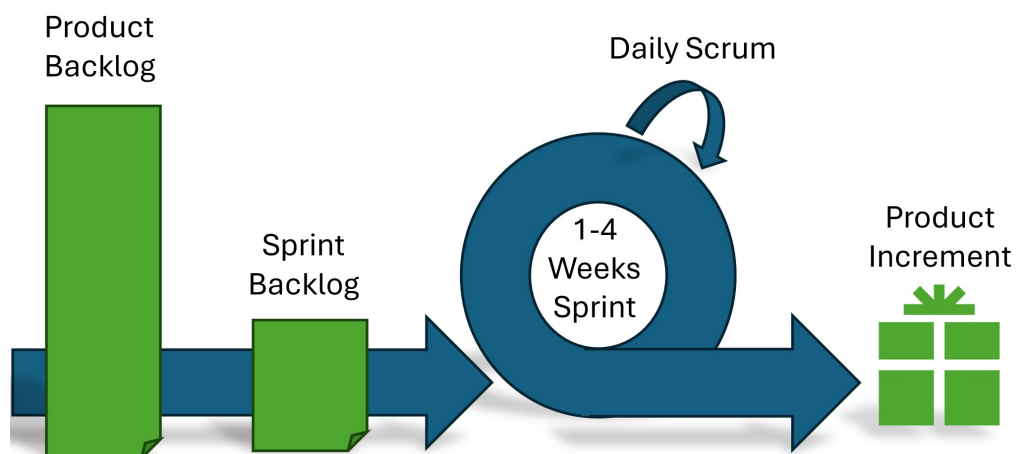 Product
Backlog
Sprint
Backlog
Daily Scrum
1-4
Weeks
Sprint
Product
Increment